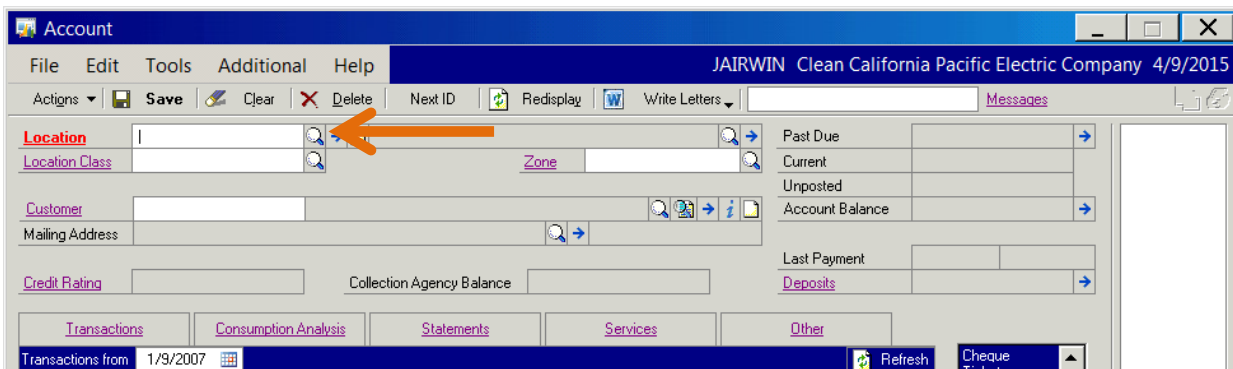 Account
File Edit Tools Additional Help JAIRWIN Clean California Pacific Electric Company 4/9/2015
Actions Save Clear Delete Next ID Redisplay Write Letters Messages
Location Past Due
Location Class Zone Current
Unposted
Customer Account Balance
Mailing Address
Last Payment
Credit Rating Collection Agency Balance Deposits
Transactions Consumption Analysis Statements Services Other
Transactions from 1/9/2007 Refresh Cheque